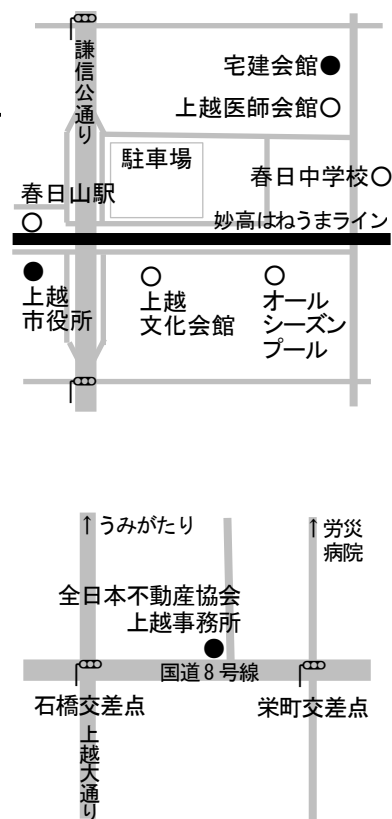 謙信公通り
宅建会館
上越医師会館
駐車場
春日中学校
春日山駅
妙高はねうまライン
上越
市役所
上越
文化会館
オール
シーズン
プール
↑うみがたり
↑労災
病院
全日本不動産協会
上越事務所
国道8号線
石橋交差点
栄町交差点
上越大通り